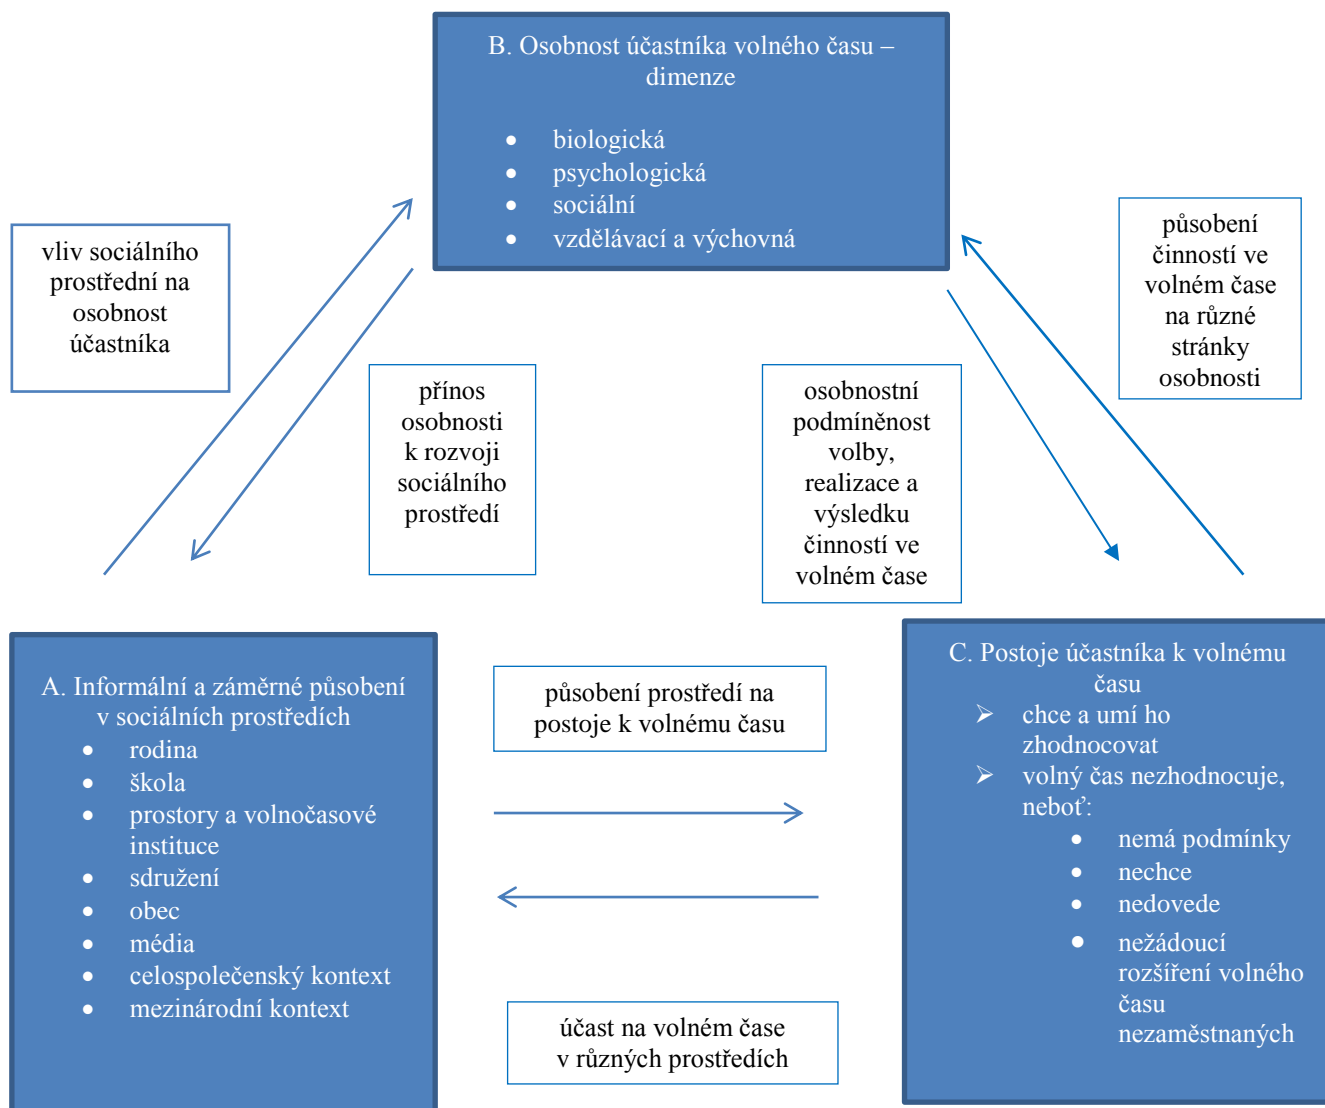 B. Osobnost účastníka volného času –
dimenze
• biologická
• psychologická
• sociální
• vzdělávací a výchovná
vliv sociálního
prostřední na
osobnost
účastníka
působení
činností ve
volném čase
na různé
stránky
osobnosti
přínos
osobnosti
k rozvoji
sociálního
prostředí
osobnostní
podmíněnost
volby,
realizace a
výsledku
činností ve
volném čase
A. Informální a záměrné působení
v sociálních prostředích
• rodina
• škola
• prostory a volnočasové
instituce
• sdružení
• obec
• média
• celospolečenský kontext
• mezinárodní kontext
působení prostředí na
postoje k volnému času
účast na volném čase
v různých prostředích
C. Postoje účastníka k volnému
času
➢ chce a umí ho
zhodnocovat
➢ volný čas nezhodnocuje,
neboť:
• nemá podmínky
• nechce
• nedovede
• nežádoucí
rozšíření volného
času
nezaměstnaných